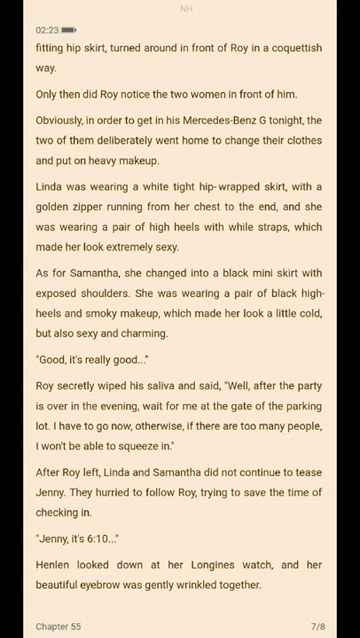 NH
02:23
fitting hip skirt, turned around in front of Roy in a coquettish
way.
Only then did Roy notice the two women in front of him.
Obviously, in order to get in his Mercedes-Benz G tonight, the
two of them deliberately went home to change their clothes
and put on heavy makeup.
Linda was wearing a white tight hip-wrapped skirt, with a
golden zipper running from her chest to the end, and she
was wearing a pair of high heels with while straps, which
made her look extremely sexy.
As for Samantha, she changed into a black mini skirt with
exposed shoulders. She was wearing a pair of black high-
heels and smoky makeup, which made her look a little cold,
but also sexy and charming.
"Good, it's really good..."
Roy secretly wiped his saliva and said, "Well, after the party
is over in the evening, wait for me at the gate of the parking
lot. I have to go now, otherwise, if there are too many people,
I won't be able to squeeze in."
After Roy left, Linda and Samantha did not continue to tease
Jenny. They hurried to follow Roy, trying to save the time of
checking in.
"Jenny, it's 6:10..."
Henlen looked down at her Longines watch, and her
beautiful eyebrow was gently wrinkled together.
Chapter 55
7/8